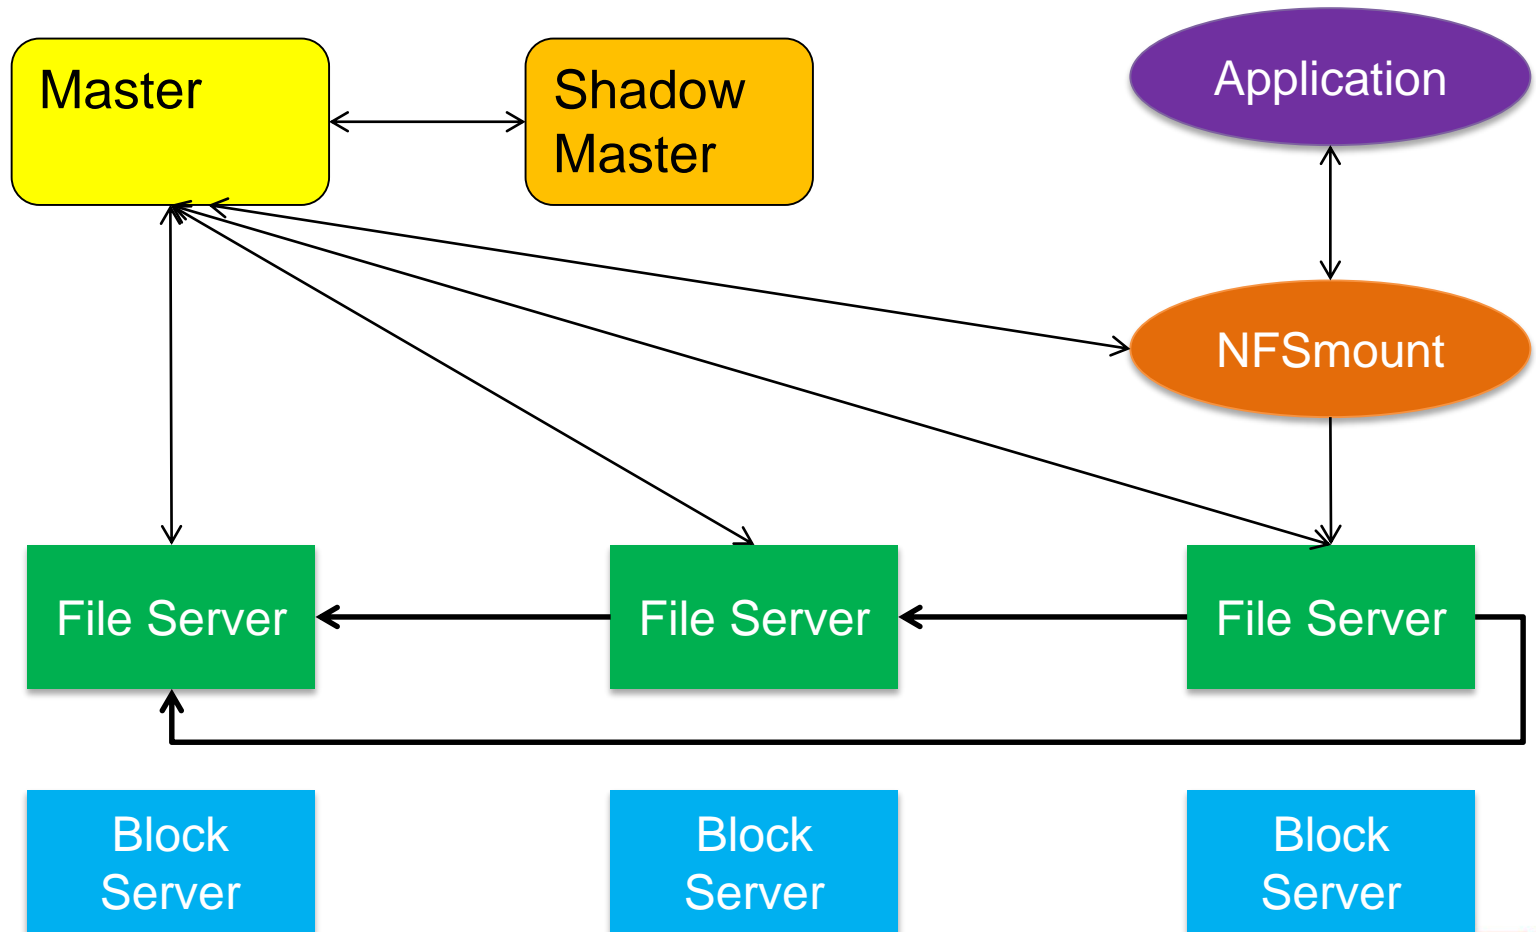 Master
Shadow
Master
Application
NFSmount
File Server
File Server
File Server
Block
Server
Block
Server
Block
Server